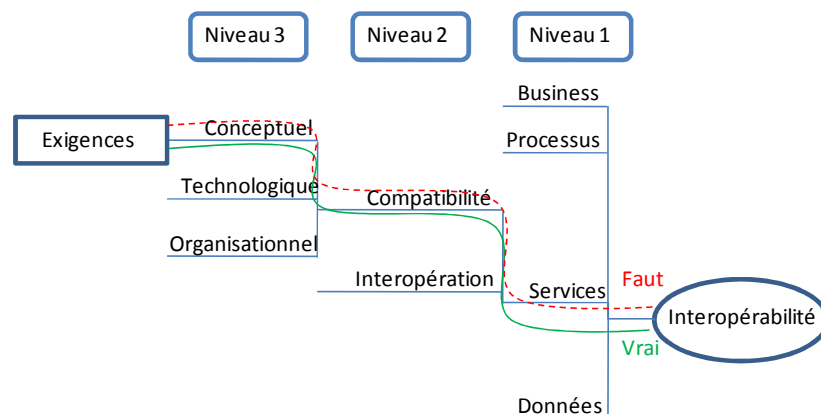 Niveau 3
Niveau 2
Niveau 1
Business
Exigences
Conceptuel
Processus
Technologique
Compatibilité
Organisationnel
Interopération
Services
Faut
Interopérabilité
Vrai
Données